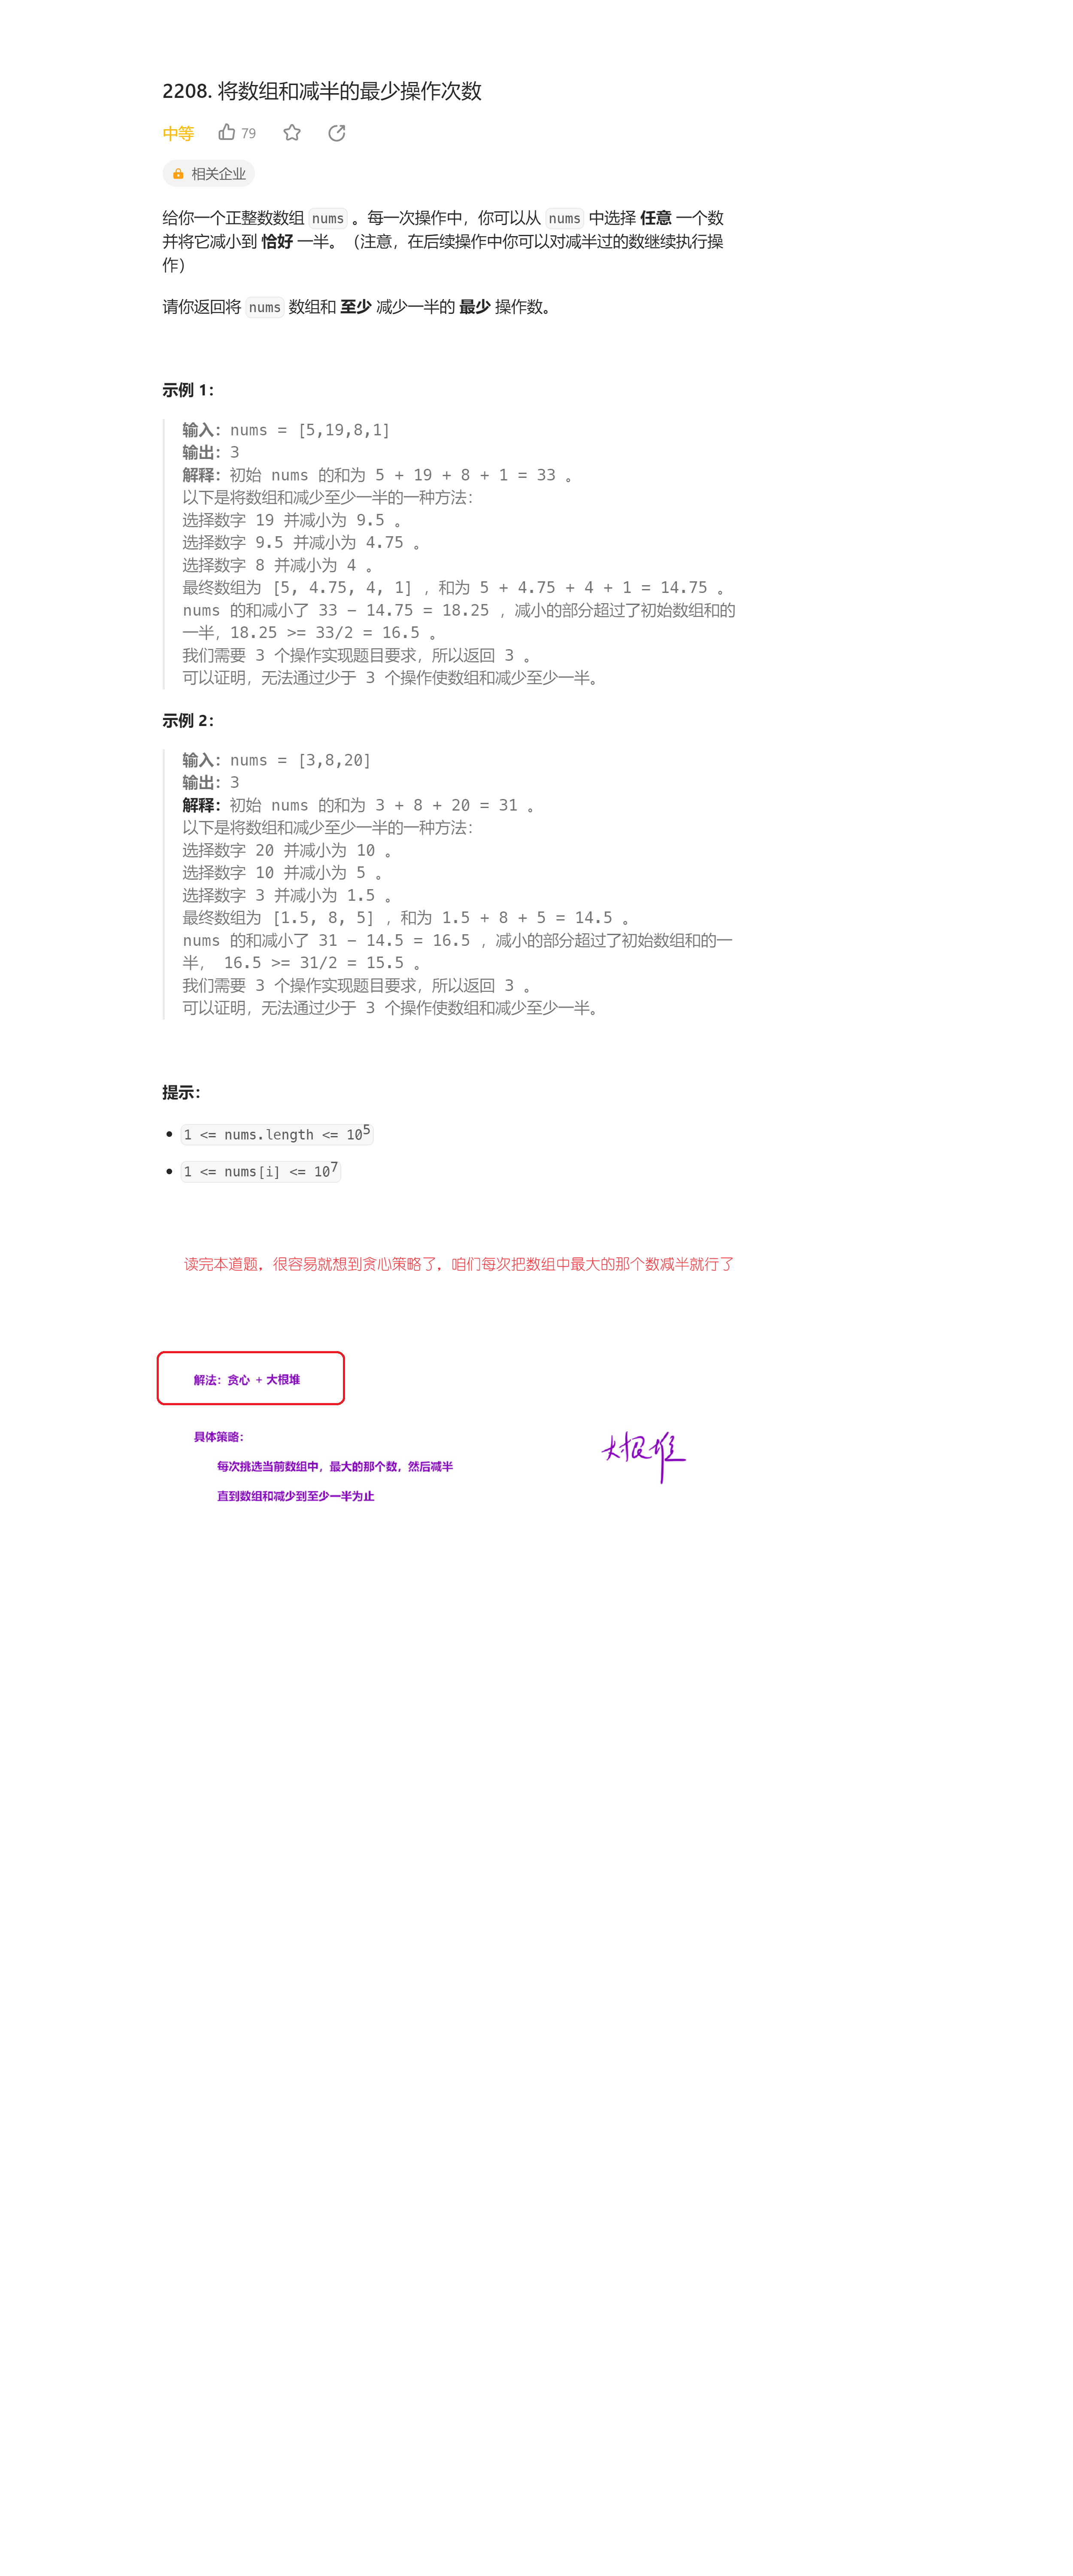 2208. 将数组和减半的最少操作次数
中等 79
相关企业
给你一个正整数数组 nums 。每一次操作中，你可以从 nums 中选择 任意 一个数
并将它减小到 恰好 一半。（注意，在后续操作中你可以对减半过的数继续执行操
作）
请你返回将 nums 数组和 至少 减少一半的 最少 操作数。
示例 1：
输入：nums = [5,19,8,1]
输出：3
解释：初始 nums 的和为 5 + 19 + 8 + 1 = 33 。
以下是将数组和减少至少一半的一种方法：
选择数字 19 并减小为 9.5 。
选择数字 9.5 并减小为 4.75 。
选择数字 8 并减小为 4 。
最终数组为 [5, 4.75, 4, 1] ，和为 5 + 4.75 + 4 + 1 = 14.75 。
nums 的和减小了 33 - 14.75 = 18.25 ，减小的部分超过了初始数组和的
一半，18.25 >= 33/2 = 16.5 。
我们需要 3 个操作实现题目要求，所以返回 3 。
可以证明，无法通过少于 3 个操作使数组和减少至少一半。
示例 2：
输入：nums = [3,8,20]
输出：3
解释：初始 nums 的和为 3 + 8 + 20 = 31 。
以下是将数组和减少至少一半的一种方法：
选择数字 20 并减小为 10 。
选择数字 10 并减小为 5 。
选择数字 3 并减小为 1.5 。
最终数组为 [1.5, 8, 5] ，和为 1.5 + 8 + 5 = 14.5 。
nums 的和减小了 31 - 14.5 = 16.5 ，减小的部分超过了初始数组和的一
半， 16.5 >= 31/2 = 15.5 。
我们需要 3 个操作实现题目要求，所以返回 3 。
可以证明，无法通过少于 3 个操作使数组和减少至少一半。
提示：
• 1 <= nums.length <= 10⁵
• 1 <= nums[i] <= 10⁷
读完本道题，很容易就想到贪心策略了，咱们每次把数组中最大的那个数减半就行了
解法：贪心 + 大根堆
具体策略：
大根堆
每次挑选当前数组中，最大的那个数，然后减半
直到数组和减少到至少一半为止